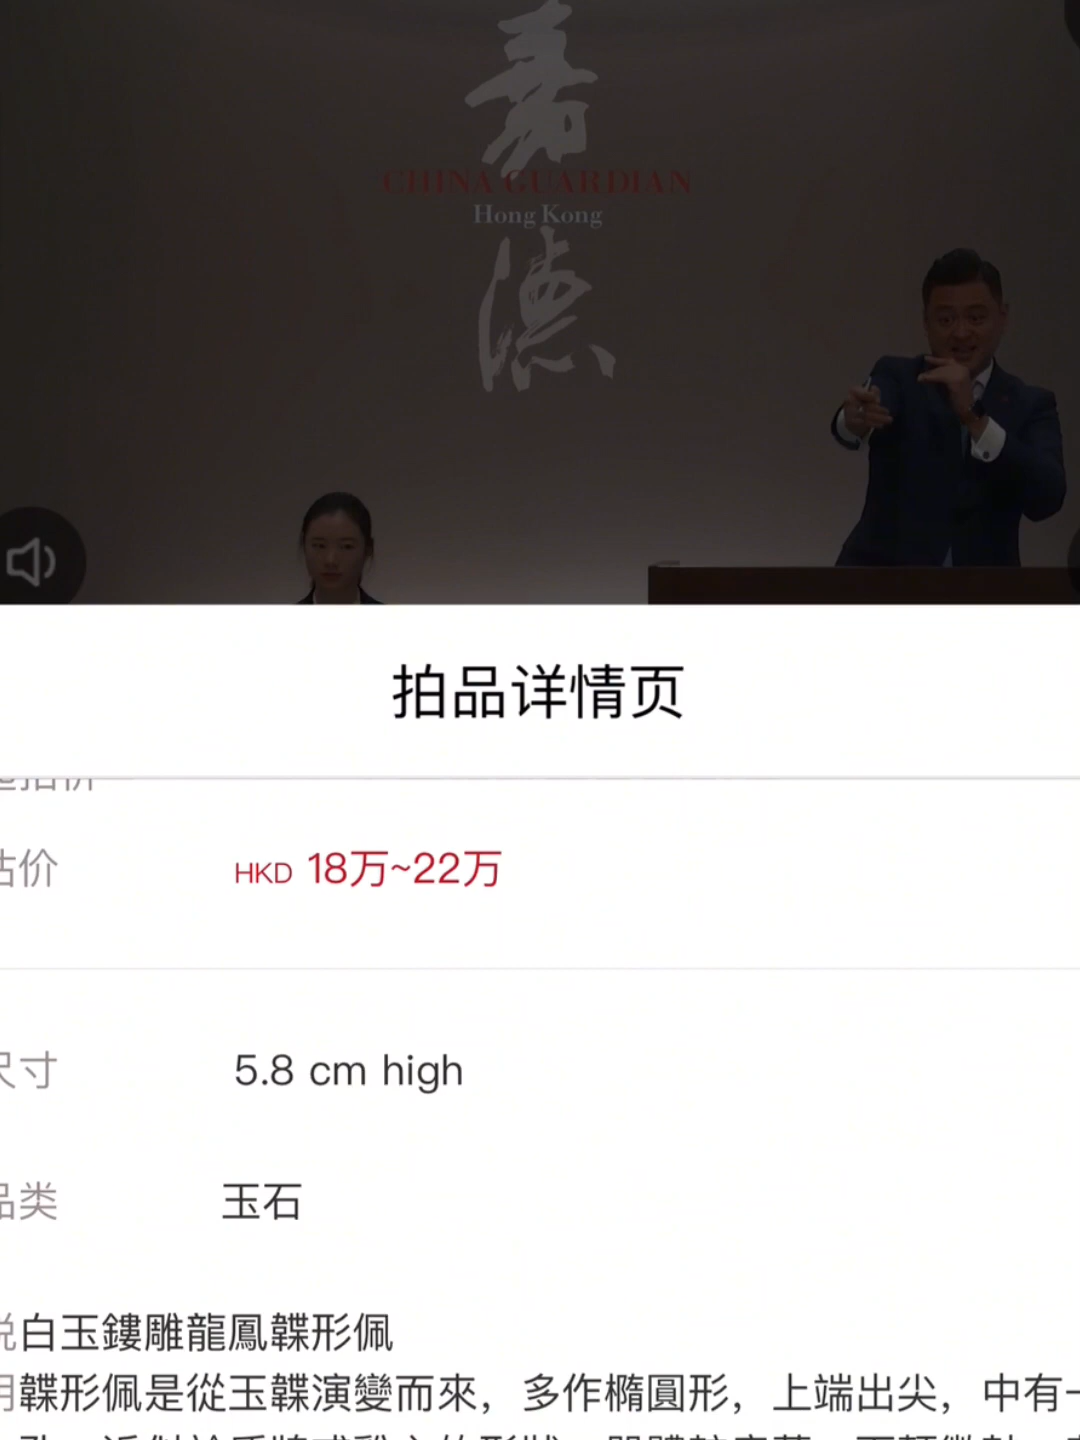 嘉
CHINA GUARDIAN
Hong Kong
德
拍品详情页
估价
HKD 18万~22万
尺寸
5.8 cm high
品类
玉石
说白玉鏤雕龍鳳韘形佩
明韘形佩是從玉韘演變而來，多作橢圓形，上端出尖，中有一